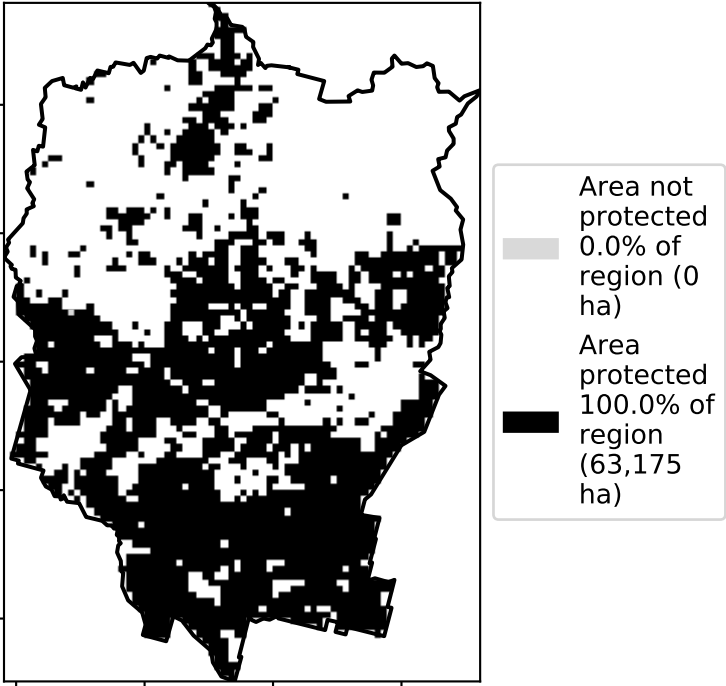 Area not
protected
0.0% of
region (0
ha)
Area
protected
100.0% of
region
(63,175
ha)